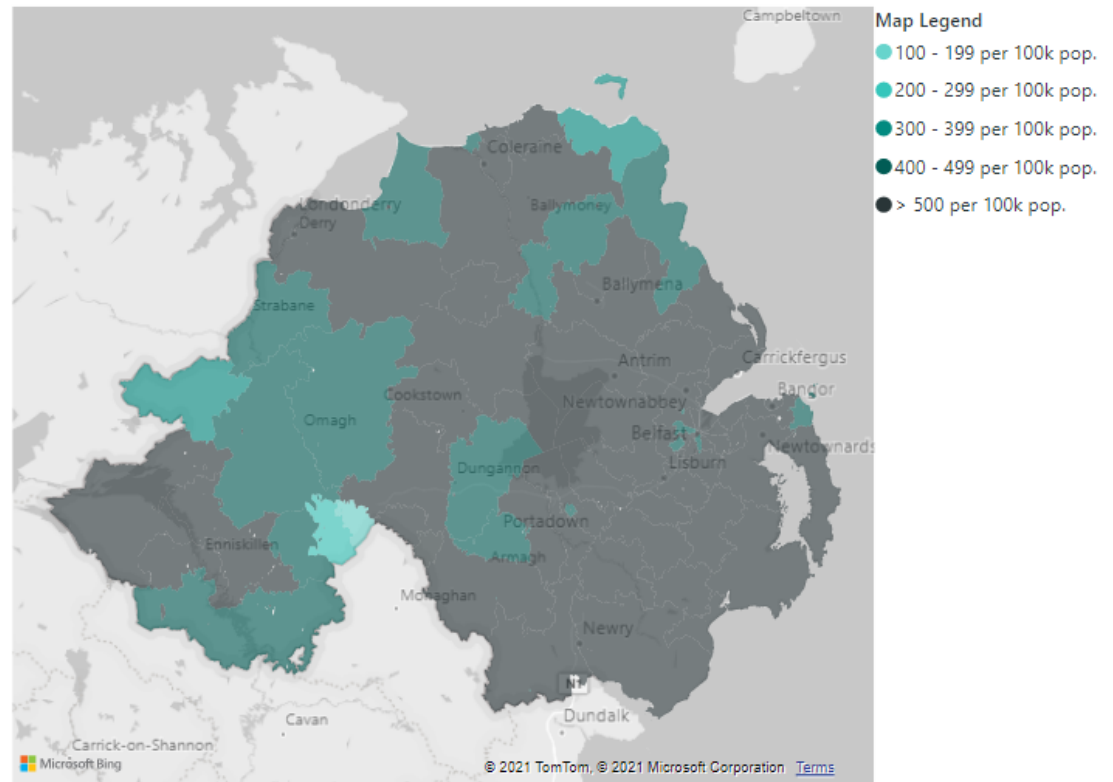 Campbeltown
Map Legend
100 - 199 per 100k pop.
200 - 299 per 100k pop.
300 - 399 per 100k pop.
400 - 499 per 100k pop.
> 500 per 100k pop.
Coleraine
Londonderry
Derry
Ballymoney
Ballymena
Strabane
Antrim
Carrickfergus
Cookstown
Newtownabbey
Bangor
Omagh
Belfast
Newtownards
Lisburn
Dungannon
Portadown
Enniskillen
Armagh
Monaghan
Newry
N1
Dundalk
Cavan
Carrick-on-Shannon
Microsoft Bing
© 2021 TomTom, © 2021 Microsoft Corporation Terms